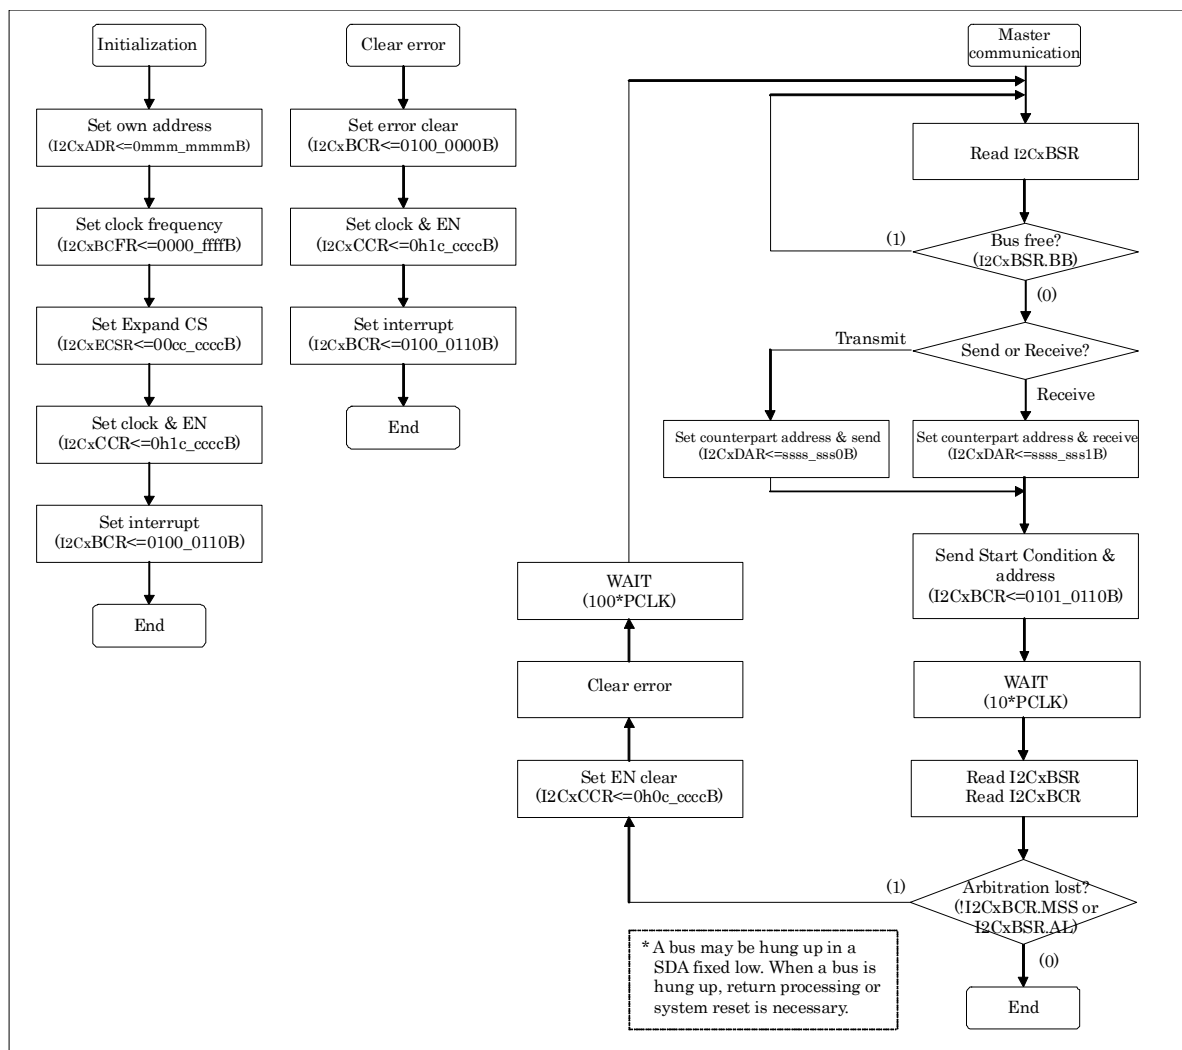 Initialization
Set own address
(I2CxADR<=0mmm_mmmmB)
Set clock frequency
(I2CxBCFR<=0000_ffffB)
Set Expand CS
(I2CxECSR<=00cc_ccccB)
Set clock & EN
(I2CxCCR<=0h1c_ccccB)
Set interrupt
(I2CxBCR<=0100_0110B)
End
Clear error
Set error clear
(I2CxBCR<=0100_0000B)
Set clock & EN
(I2CxCCR<=0h1c_ccccB)
Set interrupt
(I2CxBCR<=0100_0110B)
End
Master
communication
Read I2CxBSR
(1)
Bus free?
(I2CxBSR.BB)
(0)
Transmit
Send or Receive?
Receive
Set counterpart address & send
(I2CxDAR<=ssss_sss0B)
Set counterpart address & receive
(I2CxDAR<=ssss_sss1B)
Send Start Condition &
address
(I2CxBCR<=0101_0110B)
WAIT
(10*PCLK)
Read I2CxBSR
Read I2CxBCR
(1)
Arbitration lost?
(!I2CxBCR.MSS or
I2CxBSR.AL)
(0)
End
WAIT
(100*PCLK)
Clear error
Set EN clear
(I2CxCCR<=0h0c_ccccB)
* A bus may be hung up in a
SDA fixed low. When a bus is
hung up, return processing or
system reset is necessary.